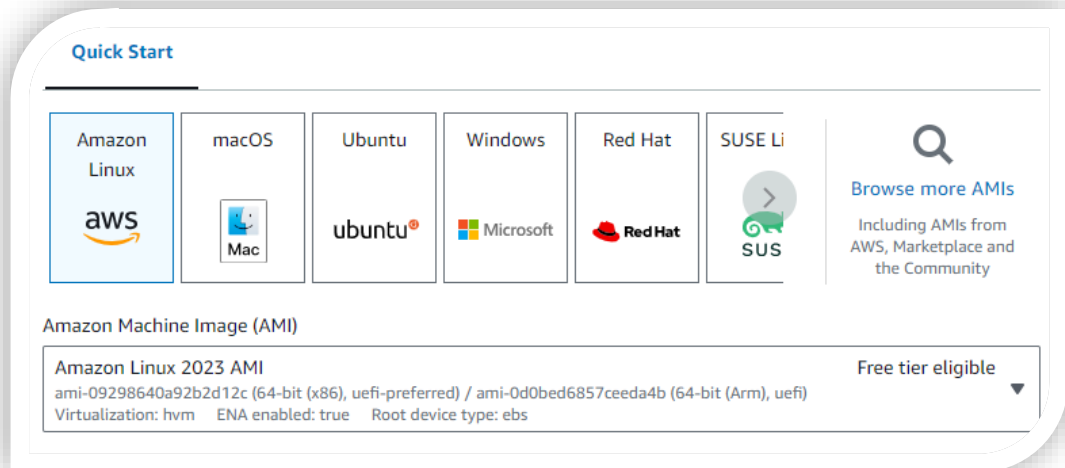 Quick Start
Amazon
Linux
aws
macOS
Mac
Ubuntu
ubuntu
Windows
Microsoft
Red Hat
Red Hat
SUSE Li
SUS
Browse more AMIs
Including AMIs from
AWS, Marketplace and
the Community
Amazon Machine Image (AMI)
Amazon Linux 2023 AMI
Free tier eligible
ami-09298640a92b2d12c (64-bit (x86), uefi-preferred) / ami-0d0bed6857ceeda4b (64-bit (Arm), uefi)
Virtualization: hvm ENA enabled: true Root device type: ebs